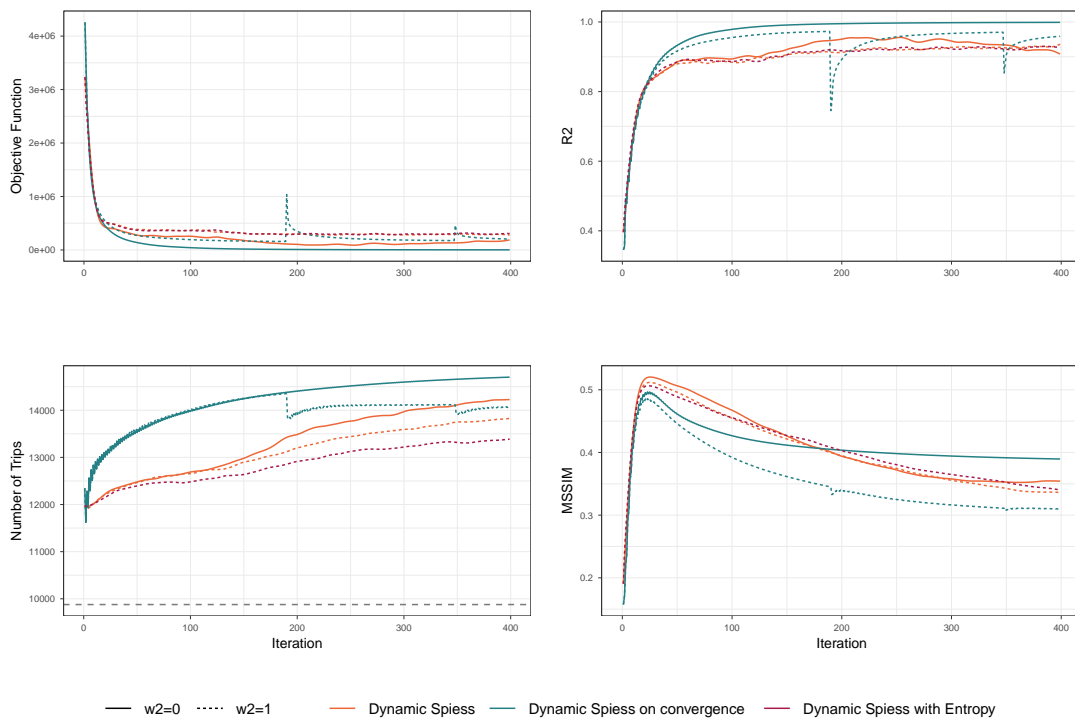 Objective Function
4e+06
3e+06
2e+06
1e+06
0e+00
0
100
200
300
400
R2
1.0
0.8
0.6
0.4
0
100
200
300
400
Number of Trips
14000
13000
12000
11000
10000
0
100
200
300
400
Iteration
MSSIM
0.5
0.4
0.3
0.2
0
100
200
300
400
Iteration
w2=0 w2=1 Dynamic Spiess Dynamic Spiess on convergence Dynamic Spiess with Entropy